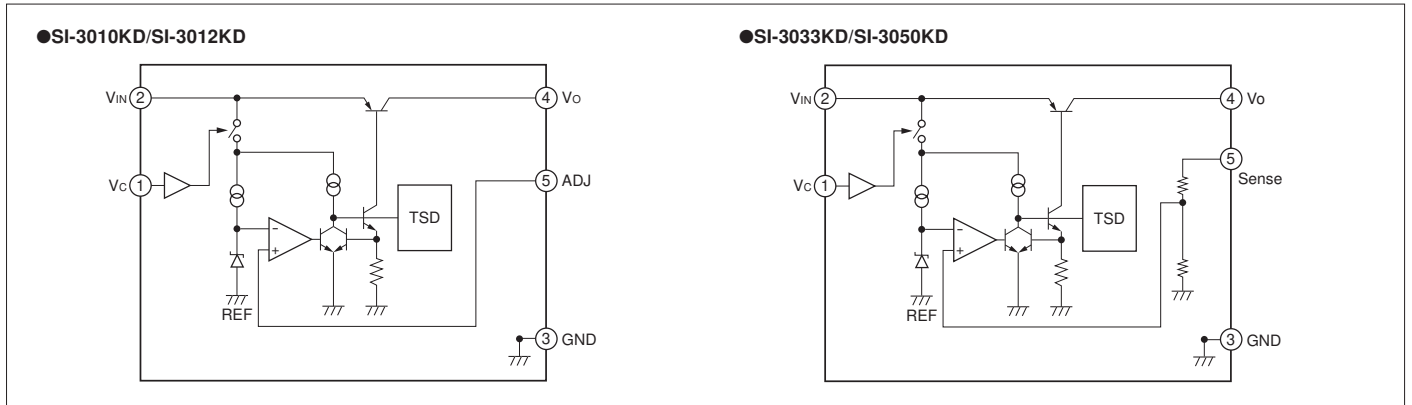 ●SI-3010KD/SI-3012KD
VIN 2
4 VO
VC 1
5 ADJ
TSD
−
+
REF
3 GND
●SI-3033KD/SI-3050KD
VIN 2
4 Vo
5
Sense
VC 1
TSD
−
+
REF
3 GND